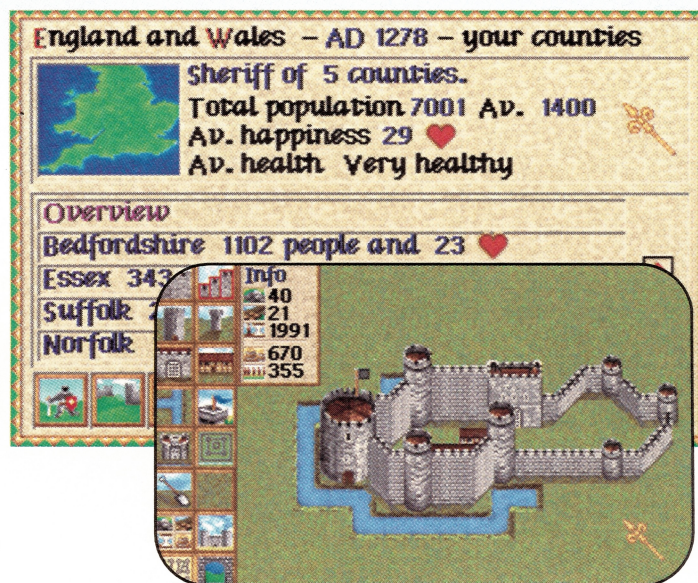 England and Wales – AD 1278 – your counties
Sheriff of 5 counties.
Total population 7001 Av. 1400
Av. happiness 29
Av. health Very healthy
Overview
Bedfordshire 1102 people and 23
Essex 343
Suffolk
Norfolk
Info
40
21
1991
670
355